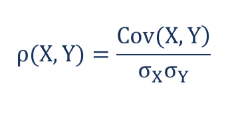 ρ(X, Y) = Cov(X, Y) / σXσY